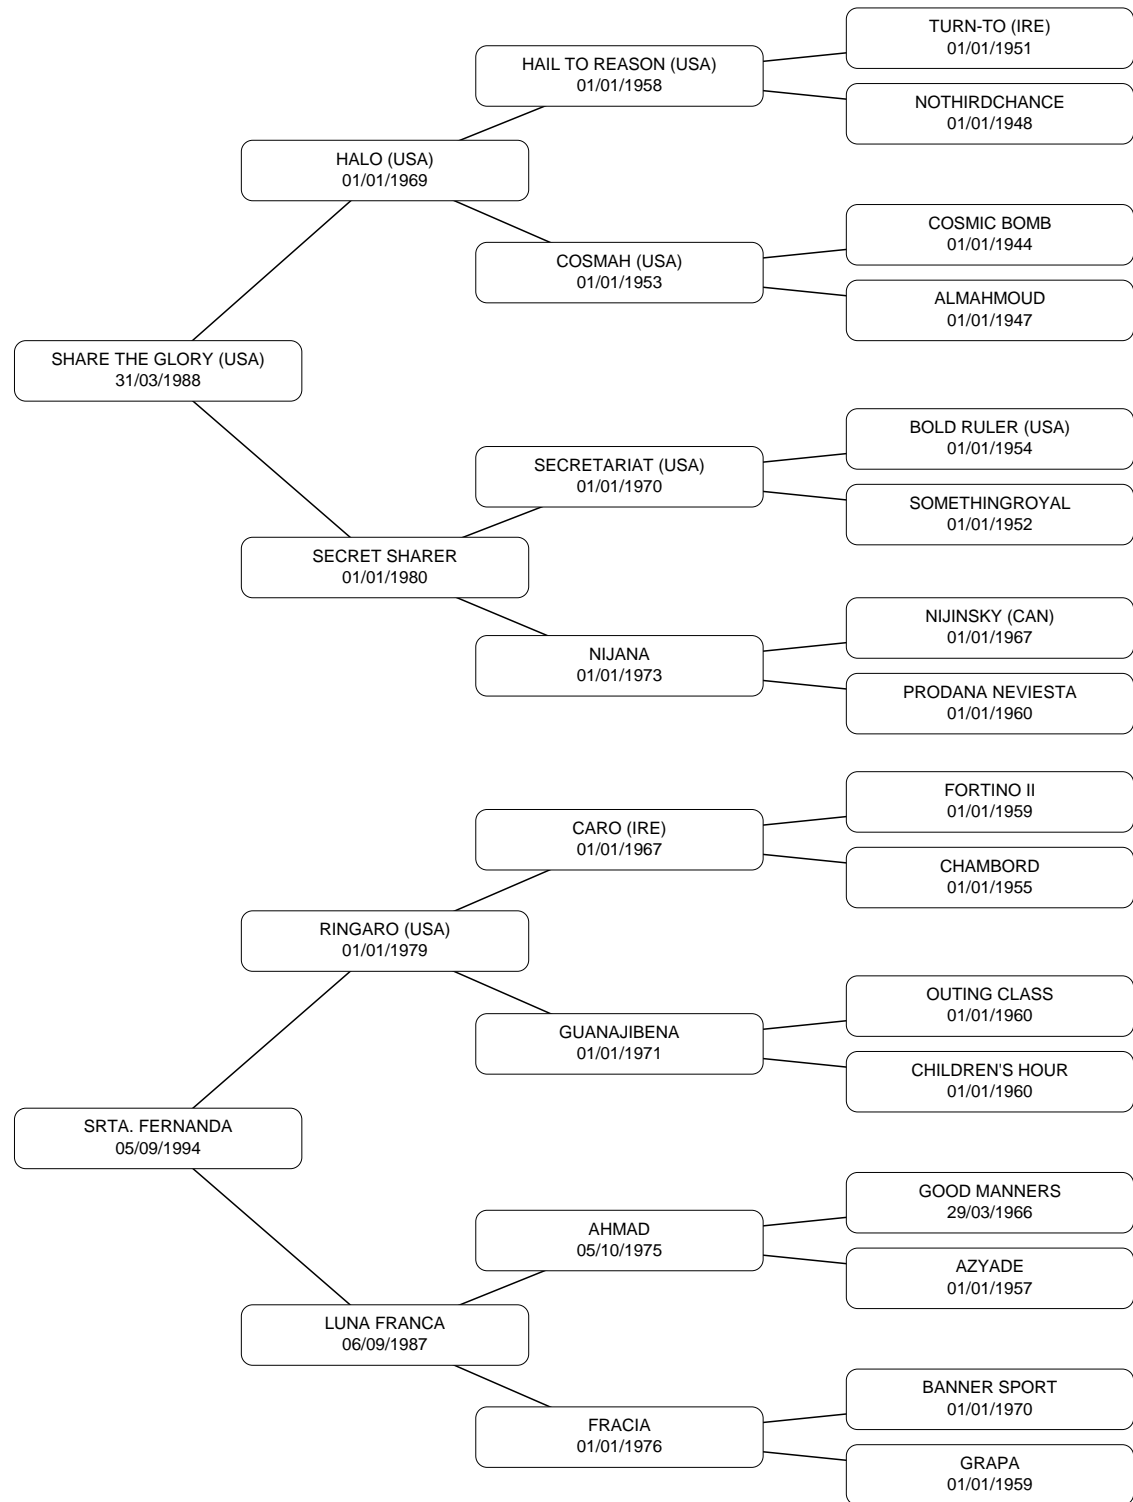 TURN-TO (IRE)
01/01/1951
HAIL TO REASON (USA)
01/01/1958
NOTHIRDCHANCE
01/01/1948
HALO (USA)
01/01/1969
COSMIC BOMB
01/01/1944
COSMAH (USA)
01/01/1953
ALMAHMOUD
01/01/1947
SHARE THE GLORY (USA)
31/03/1988
BOLD RULER (USA)
01/01/1954
SECRETARIAT (USA)
01/01/1970
SOMETHINGROYAL
01/01/1952
SECRET SHARER
01/01/1980
NIJINSKY (CAN)
01/01/1967
NIJANA
01/01/1973
PRODANA NEVIESTA
01/01/1960
FORTINO II
01/01/1959
CARO (IRE)
01/01/1967
CHAMBORD
01/01/1955
RINGARO (USA)
01/01/1979
OUTING CLASS
01/01/1960
GUANAJIBENA
01/01/1971
CHILDREN'S HOUR
01/01/1960
SRTA. FERNANDA
05/09/1994
GOOD MANNERS
29/03/1966
AHMAD
05/10/1975
AZYADE
01/01/1957
LUNA FRANCA
06/09/1987
BANNER SPORT
01/01/1970
FRACIA
01/01/1976
GRAPA
01/01/1959